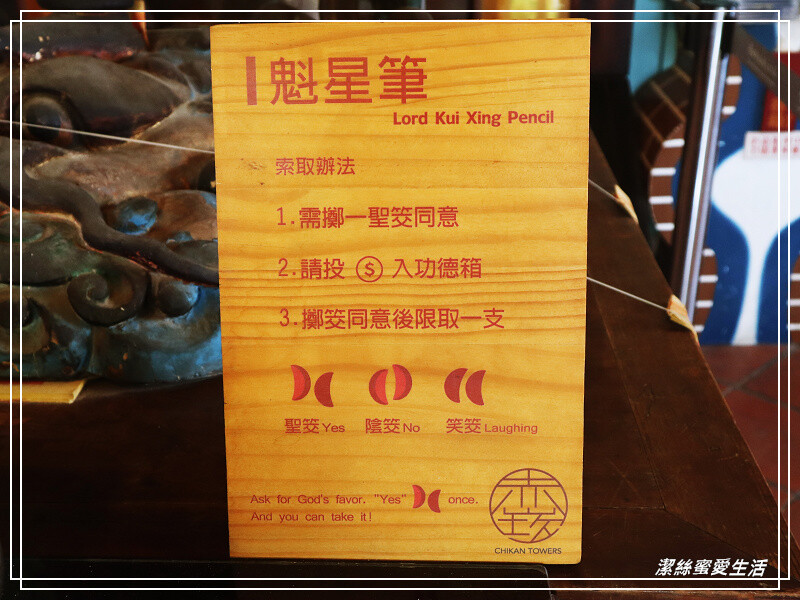 魁星筆
Lord Kui Xing Pencil
索取辦法
1.需擲一聖筊同意
2.請投 $ 入功德箱
3.擲筊同意後限取一支
聖筊 Yes 陰筊 No 笑筊 Laughing
Ask for God's favor. "Yes" once.
And you can take it!
赤崁
CHIKAN TOWERS
潔絲蜜愛生活